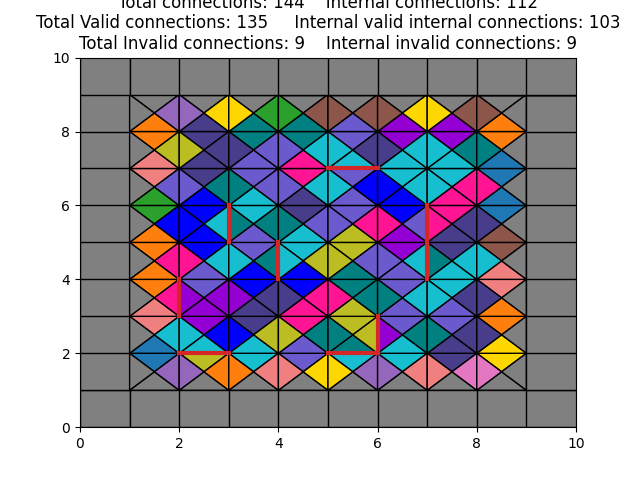 Total connections: 144 Internal connections: 112
Total Valid connections: 135 Internal valid internal connections: 103
Total Invalid connections: 9 Internal invalid connections: 9
10
8
6
4
2
0
0 2 4 6 8 10